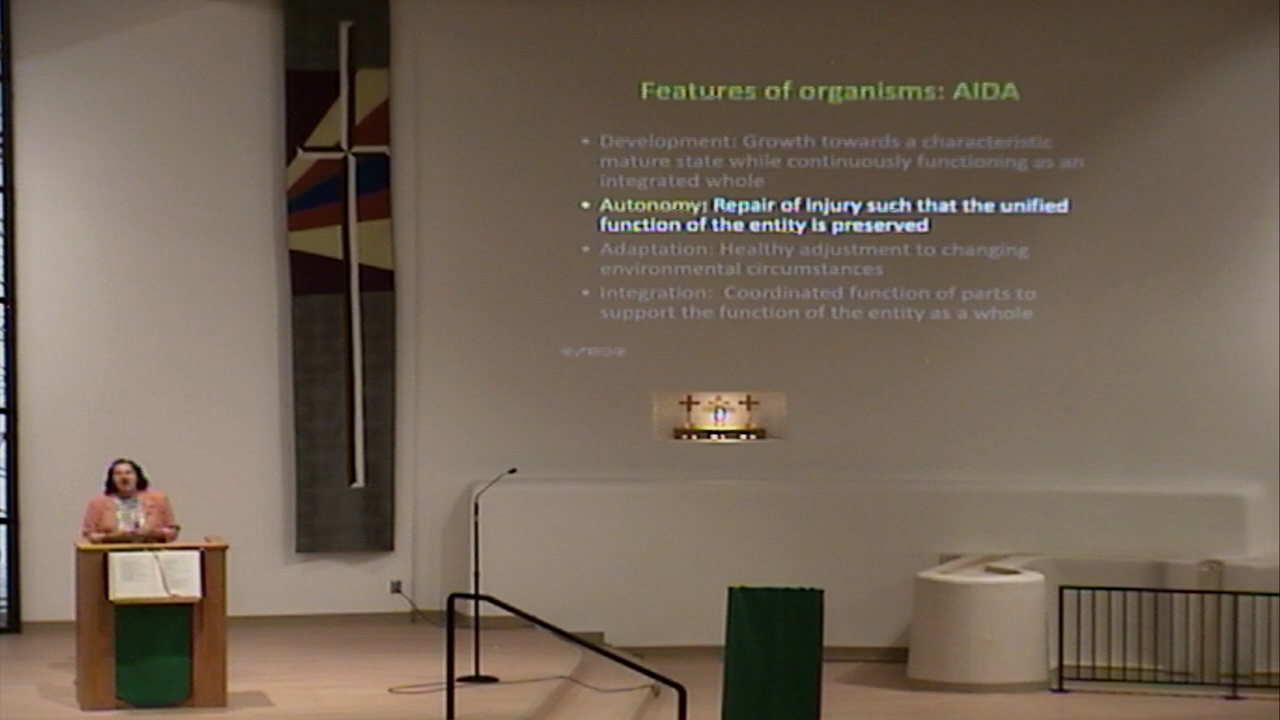 Features of organisms: AIDA
• Development: Growth towards a characteristic
mature state while continuously functioning as an
integrated whole
• Autonomy: Repair of injury such that the unified
function of the entity is preserved
• Adaptation: Healthy adjustment to changing
environmental circumstances
• Integration: Coordinated function of parts to
support the function of the entity as a whole